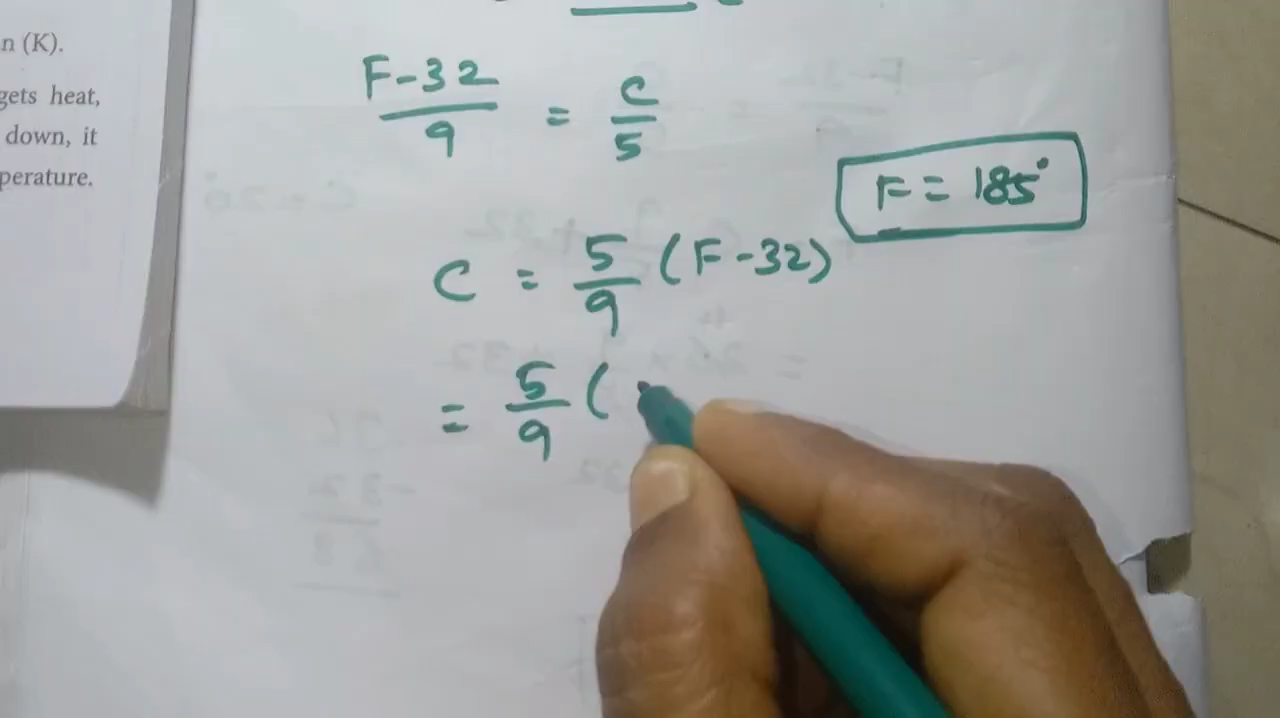 n (K).
gets heat,
down, it
perature.
F-32/9 = C/5
F = 185°
C = 5/9 (F-32)
= 5/9 (